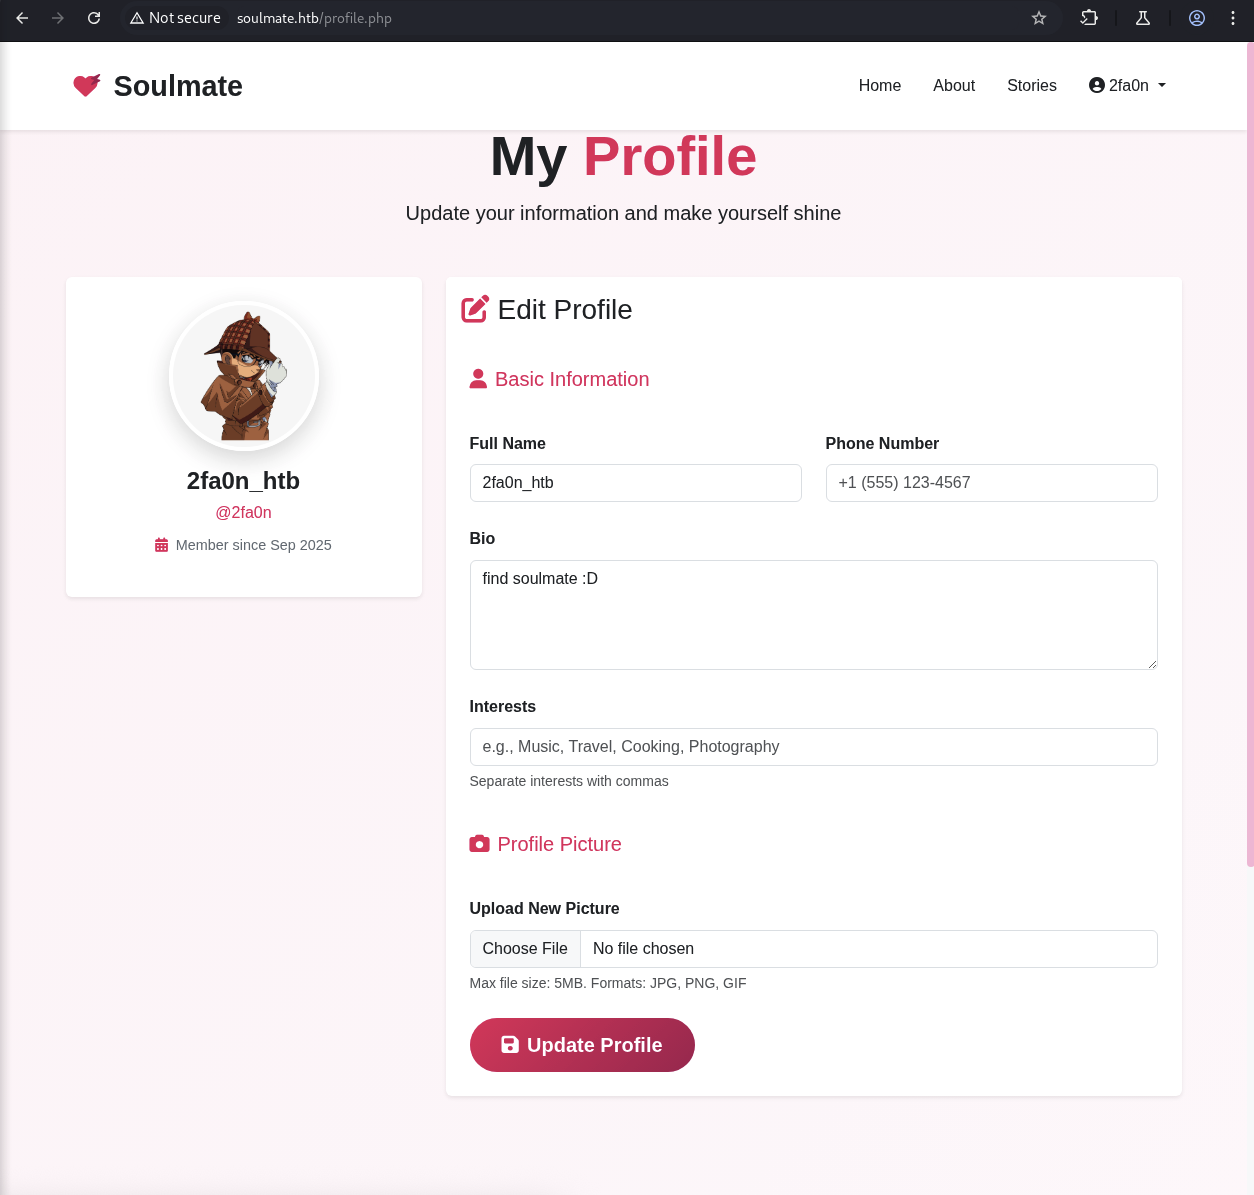 Not secure soulmate.htb/profile.php
Soulmate
Home About Stories 2fa0n
My Profile
Update your information and make yourself shine
2fa0n_htb
@2fa0n
Member since Sep 2025
Edit Profile
Basic Information
Full Name Phone Number
2fa0n_htb +1 (555) 123-4567
Bio
find soulmate :D
Interests
e.g., Music, Travel, Cooking, Photography
Separate interests with commas
Profile Picture
Upload New Picture
Choose File No file chosen
Max file size: 5MB. Formats: JPG, PNG, GIF
Update Profile